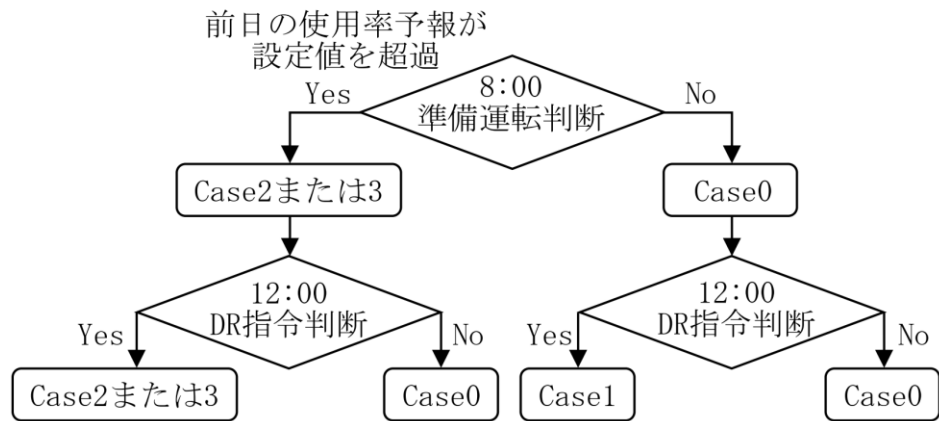 前日の使用率予報が
設定値を超過
Yes
8:00
準備運転判断
No
Case2または3
Case0
12:00
DR指令判断
12:00
DR指令判断
Yes
No
Yes
No
Case2または3
Case0
Case1
Case0